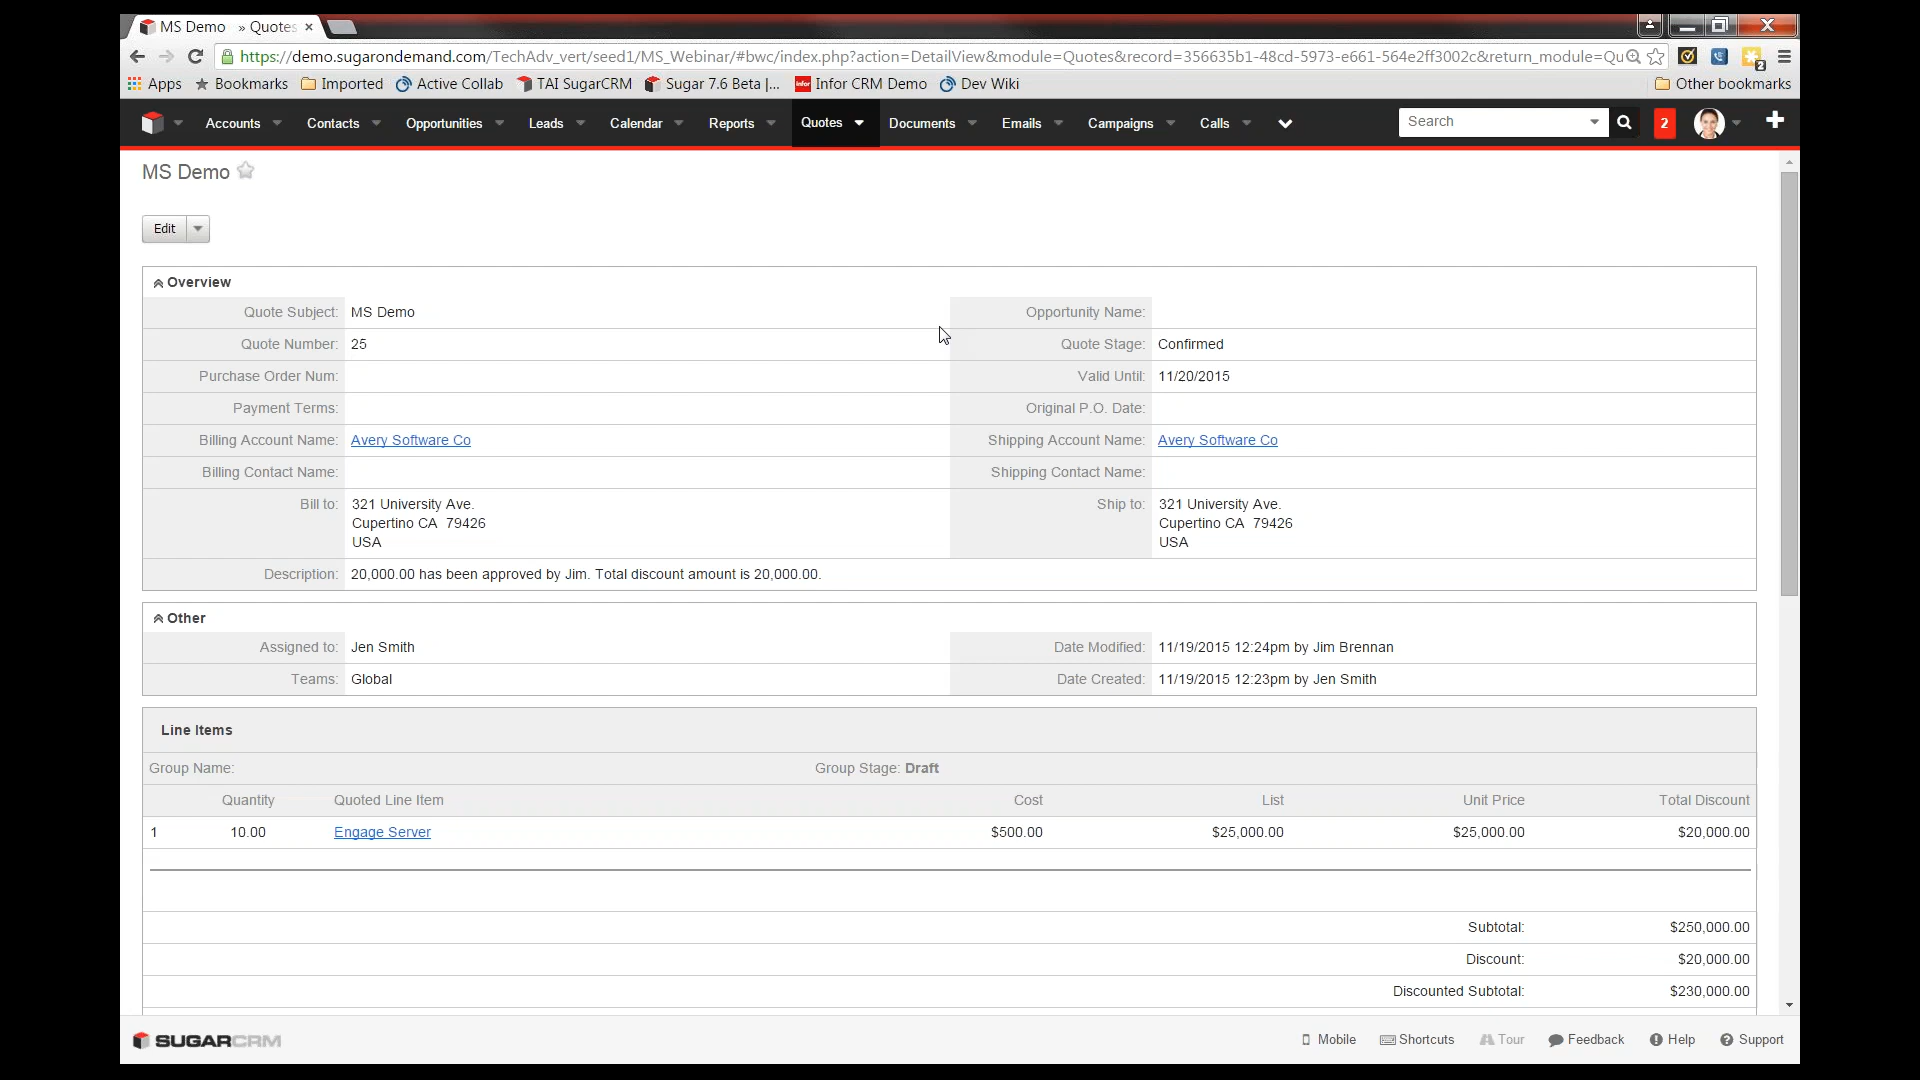 MS Demo » Quotes ×
https://demo.sugarondemand.com/TechAdv_vert/seed1/MS_Webinar/#bwc/index.php?action=DetailView&module=Quotes&record=356635b1-48cd-5973-e661-564e2ff3002c&return_module=Qu
2
Apps Bookmarks Imported Active Collab TAI SugarCRM Sugar 7.6 Beta |... Infor CRM Demo Dev Wiki Other bookmarks
Accounts Contacts Opportunities Leads Calendar Reports Quotes Documents Emails Campaigns Calls Search 2
MS Demo
Edit
Overview
Quote Subject: MS Demo Opportunity Name:
Quote Number: 25 Quote Stage: Confirmed
Purchase Order Num: Valid Until: 11/20/2015
Payment Terms: Original P.O. Date:
Billing Account Name: Avery Software Co Shipping Account Name: Avery Software Co
Billing Contact Name: Shipping Contact Name:
Bill to: 321 University Ave. Ship to: 321 University Ave.
Cupertino CA 79426 Cupertino CA 79426
USA USA
Description: 20,000.00 has been approved by Jim. Total discount amount is 20,000.00.
Other
Assigned to: Jen Smith Date Modified: 11/19/2015 12:24pm by Jim Brennan
Teams: Global Date Created: 11/19/2015 12:23pm by Jen Smith
Line Items
Group Name: Group Stage: Draft
Quantity Quoted Line Item Cost List Unit Price Total Discount
1 10.00 Engage Server $500.00 $25,000.00 $25,000.00 $20,000.00
Subtotal: $250,000.00
Discount: $20,000.00
Discounted Subtotal: $230,000.00
SUGARCRM Mobile Shortcuts Tour Feedback Help Support